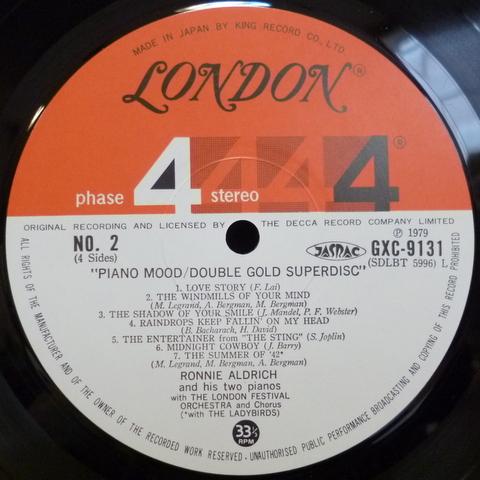 MADE IN JAPAN BY KING RECORD CO., LTD.
LONDON®
phase 4 stereo 4 4 4®
ORIGINAL RECORDING AND LICENSED BY THE DECCA RECORD COMPANY LIMITED
NO. 2
(4 Sides)
JASRAC
℗ 1979
GXC-9131
(SDLBT 5996) L
"PIANO MOOD/DOUBLE GOLD SUPERDISC"
1. LOVE STORY (F. Lai)
2. THE WINDMILLS OF YOUR MIND
(M. Legrand, A. Bergman, M. Bergman)
3. THE SHADOW OF YOUR SMILE (J. Mandel, P. F. Webster)
4. RAINDROPS KEEP FALLIN' ON MY HEAD
(B. Bacharach, H. David)
5. THE ENTERTAINER from "THE STING" (S. Joplin)
6. MIDNIGHT COWBOY (J. Barry)
7. THE SUMMER OF '42*
(M. Legrand, M. Bergman, A. Bergman)
RONNIE ALDRICH
and his two pianos
with THE LONDON FESTIVAL
ORCHESTRA and Chorus
(*with THE LADYBIRDS)
33⅓
RPM
ALL RIGHTS OF THE MANUFACTURER AND OF THE OWNER OF THE RECORDED WORK RESERVED · UNAUTHORISED PUBLIC PERFORMANCE BROADCASTING AND COPYING OF THIS RECORD PROHIBITED